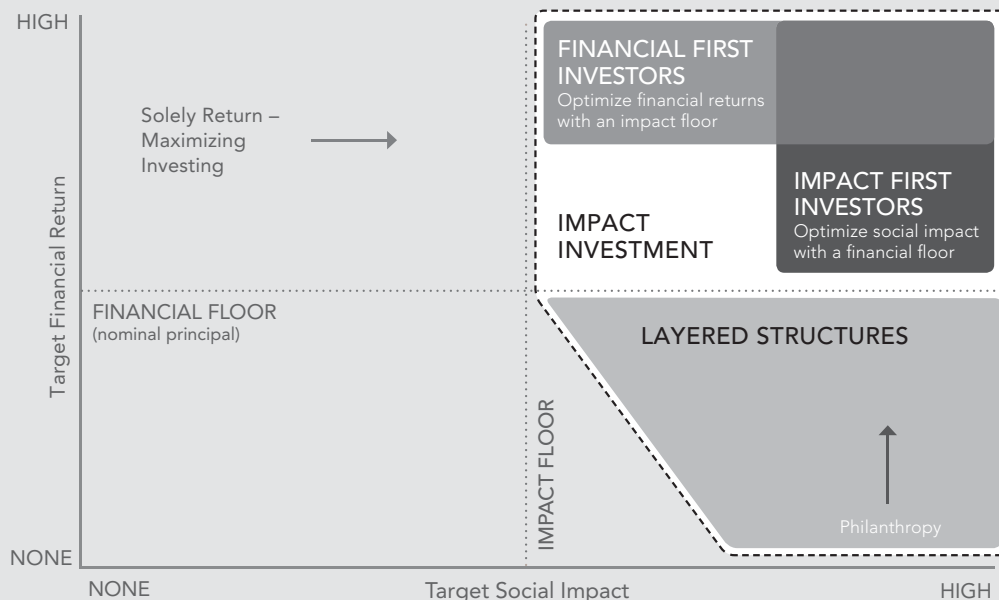 HIGH
FINANCIAL FIRST
INVESTORS
Optimize financial returns
with an impact floor
Solely Return –
Maximizing
Investing
IMPACT FIRST
INVESTORS
Optimize social impact
with a financial floor
IMPACT
INVESTMENT
Target Financial Return
FINANCIAL FLOOR
(nominal principal)
LAYERED STRUCTURES
IMPACT FLOOR
Philanthropy
NONE
NONE
Target Social Impact
HIGH